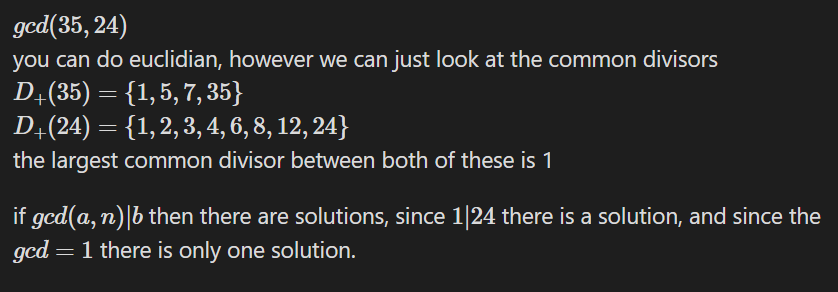 gcd(35, 24)
you can do euclidian, however we can just look at the common divisors
D₊(35) = {1, 5, 7, 35}
D₊(24) = {1, 2, 3, 4, 6, 8, 12, 24}
the largest common divisor between both of these is 1
if gcd(a, n)|b then there are solutions, since 1|24 there is a solution, and since the
gcd = 1 there is only one solution.